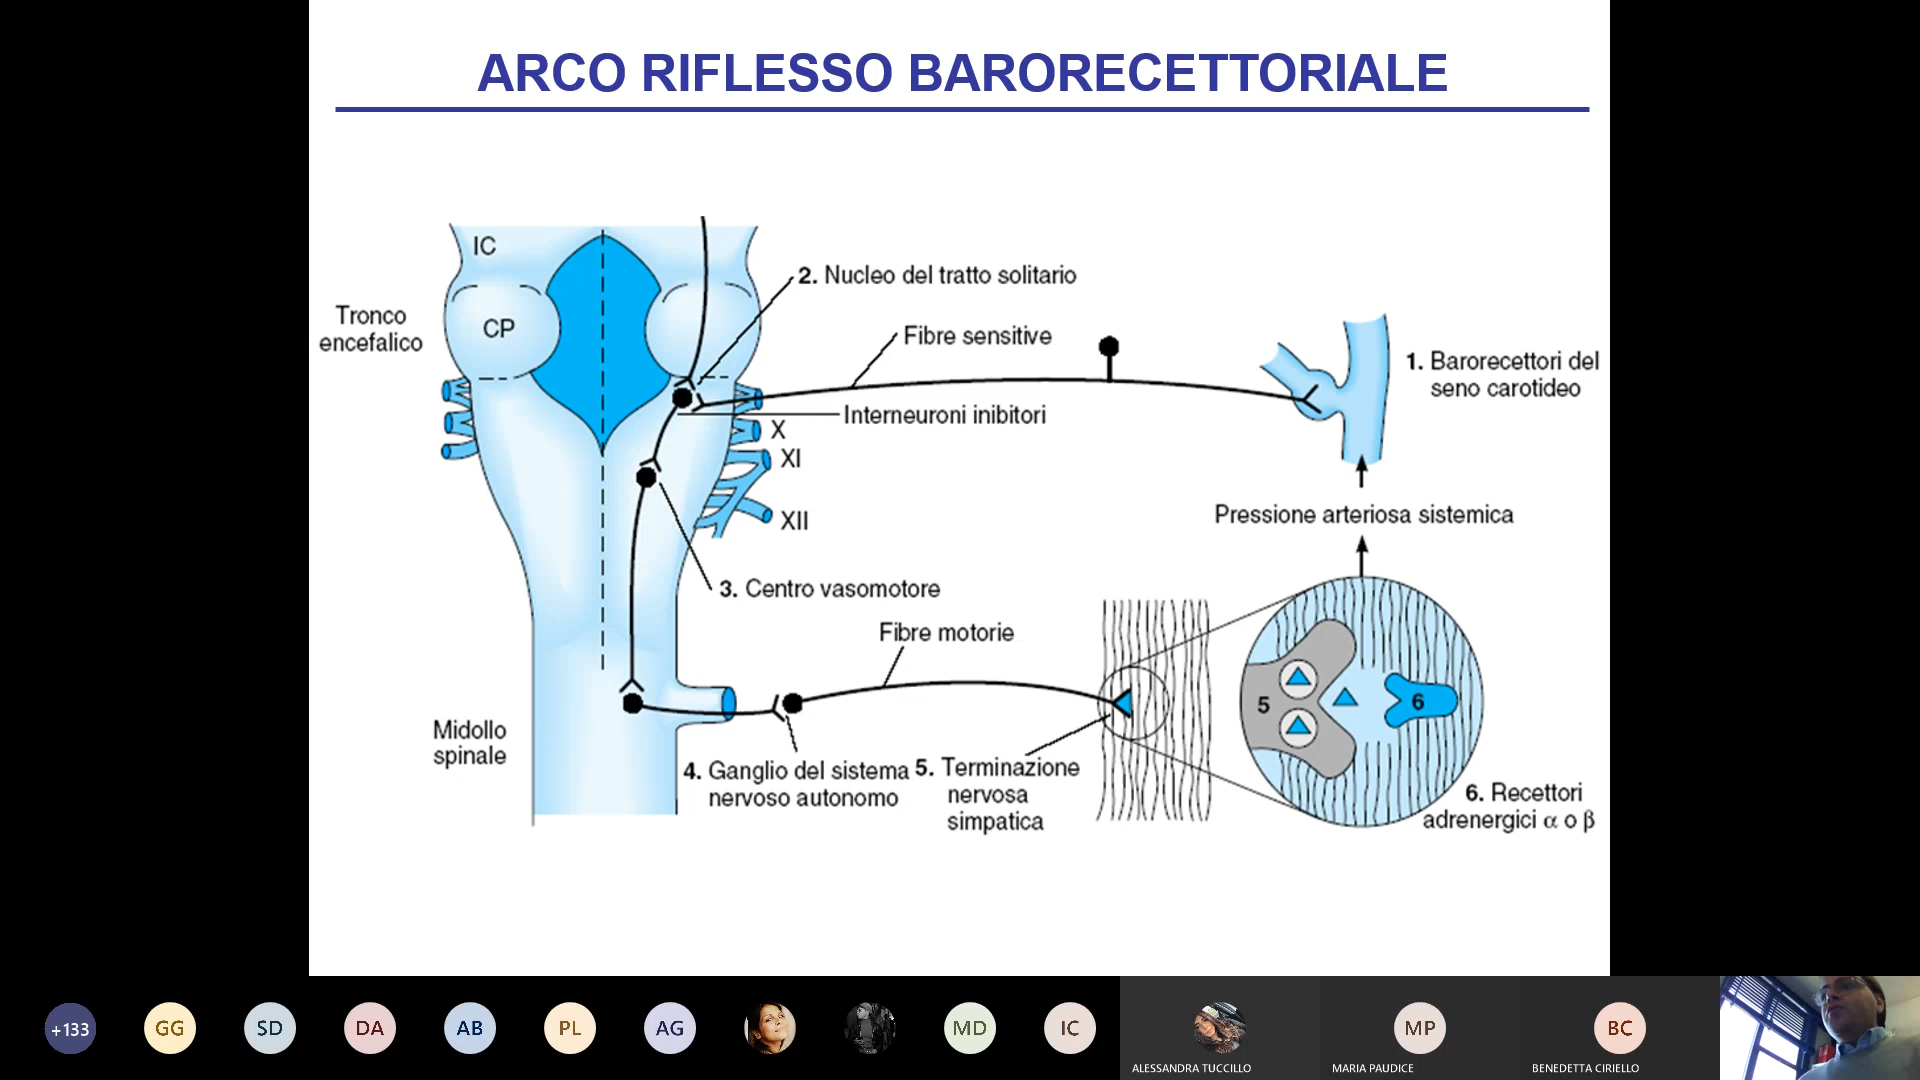 ARCO RIFLESSO BARORECETTORIALE
IC
CP
Tronco
encefalico
2. Nucleo del tratto solitario
Fibre sensitive
Interneuroni inibitori
X
XI
XII
1. Barorecettori del
seno carotideo
Pressione arteriosa sistemica
3. Centro vasomotore
Fibre motorie
Midollo
spinale
4. Ganglio del sistema
nervoso autonomo
5. Terminazione
nervosa
simpatica
5
6
6. Recettori
adrenergici α o β
+133
GG
SD
DA
AB
PL
AG
MD
IC
ALESSANDRA TUCCILLO
MP
MARIA PAUDICE
BC
BENEDETTA CIRIELLO